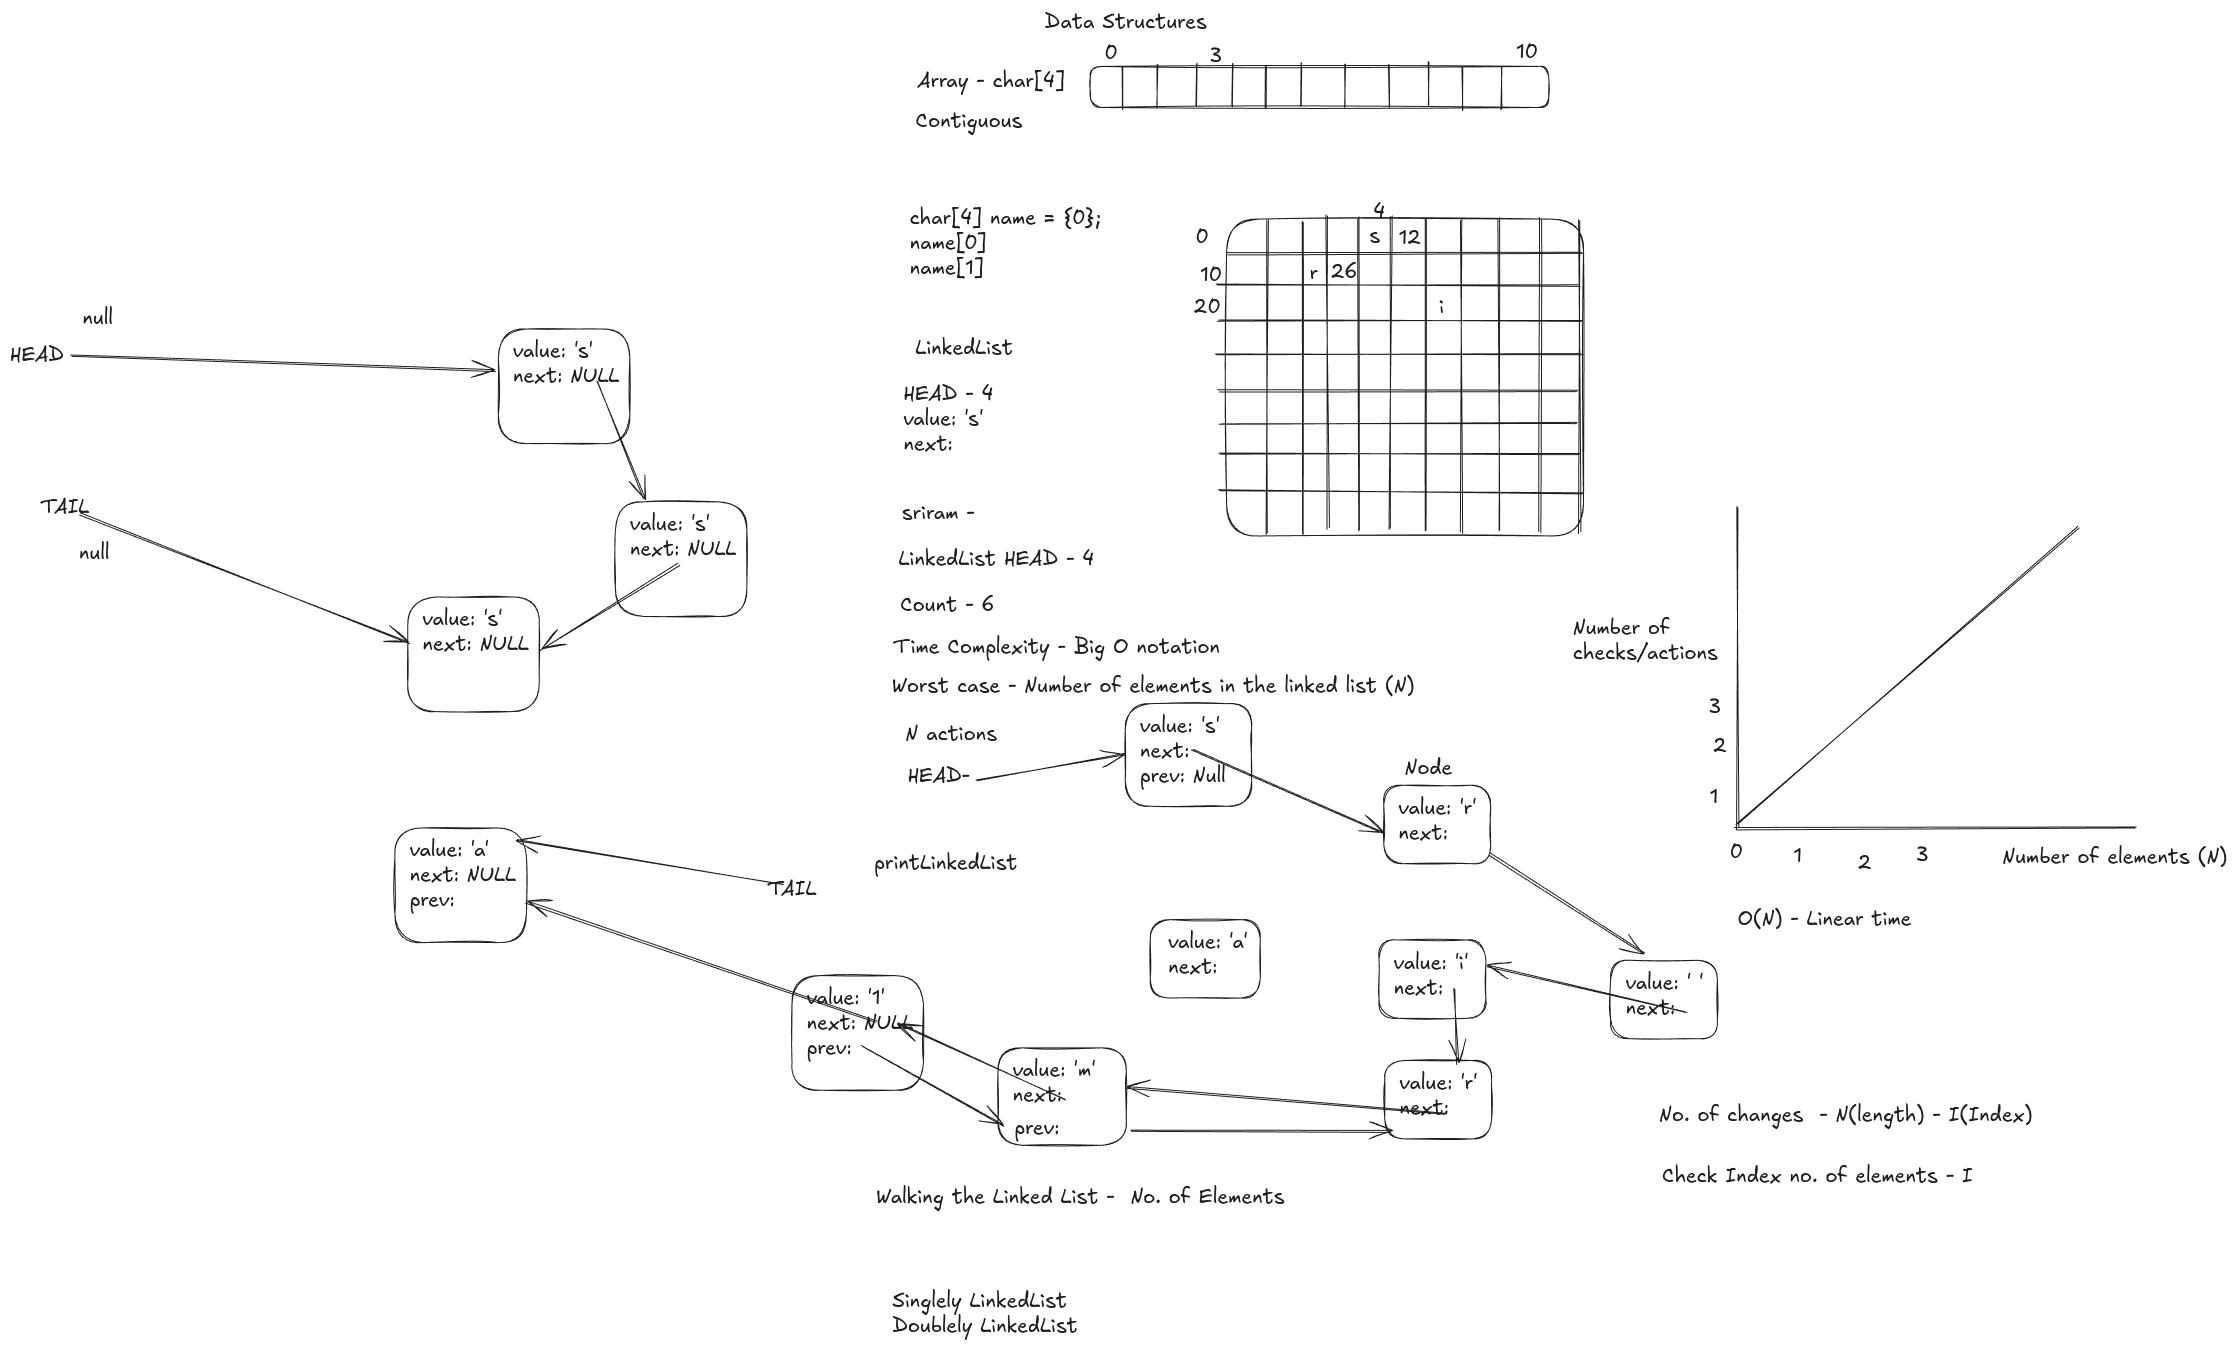 Data Structures
0 3 10
Array - char[4]
Contiguous
char[4] name = {0};
name[0]
name[1]
4
0 s 12
10 r 26
20 i
null
HEAD
value: 's'
next: NULL
TAIL
null
value: 's'
next: NULL
value: 's'
next: NULL
LinkedList
HEAD - 4
value: 's'
next:
sriram -
LinkedList HEAD - 4
Count - 6
Time Complexity - Big O notation
Worst case - Number of elements in the linked list (N)
N actions
HEAD-
value: 's'
next:
prev: Null
Node
value: 'r'
next:
Number of
checks/actions
3
2
1
0 1 2 3 Number of elements (N)
O(N) - Linear time
value: 'a'
next: NULL
prev:
TAIL
printLinkedList
value: 'a'
next:
value: 'i'
next:
value: ' '
next:
value: '1'
next: NULL
prev:
value: 'm'
next:
prev:
value: 'r'
next:
No. of changes - N(length) - I(Index)
Check Index no. of elements - I
Walking the Linked List - No. of Elements
Singlely LinkedList
Doublely LinkedList